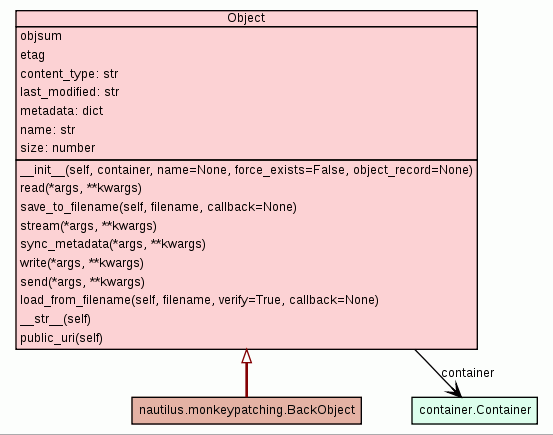 Object
objsum
etag
content_type: str
last_modified: str
metadata: dict
name: str
size: number
__init__(self, container, name=None, force_exists=False, object_record=None)
read(*args, **kwargs)
save_to_filename(self, filename, callback=None)
stream(*args, **kwargs)
sync_metadata(*args, **kwargs)
write(*args, **kwargs)
send(*args, **kwargs)
load_from_filename(self, filename, verify=True, callback=None)
__str__(self)
public_uri(self)
container
nautilus.monkeypatching.BackObject
container.Container